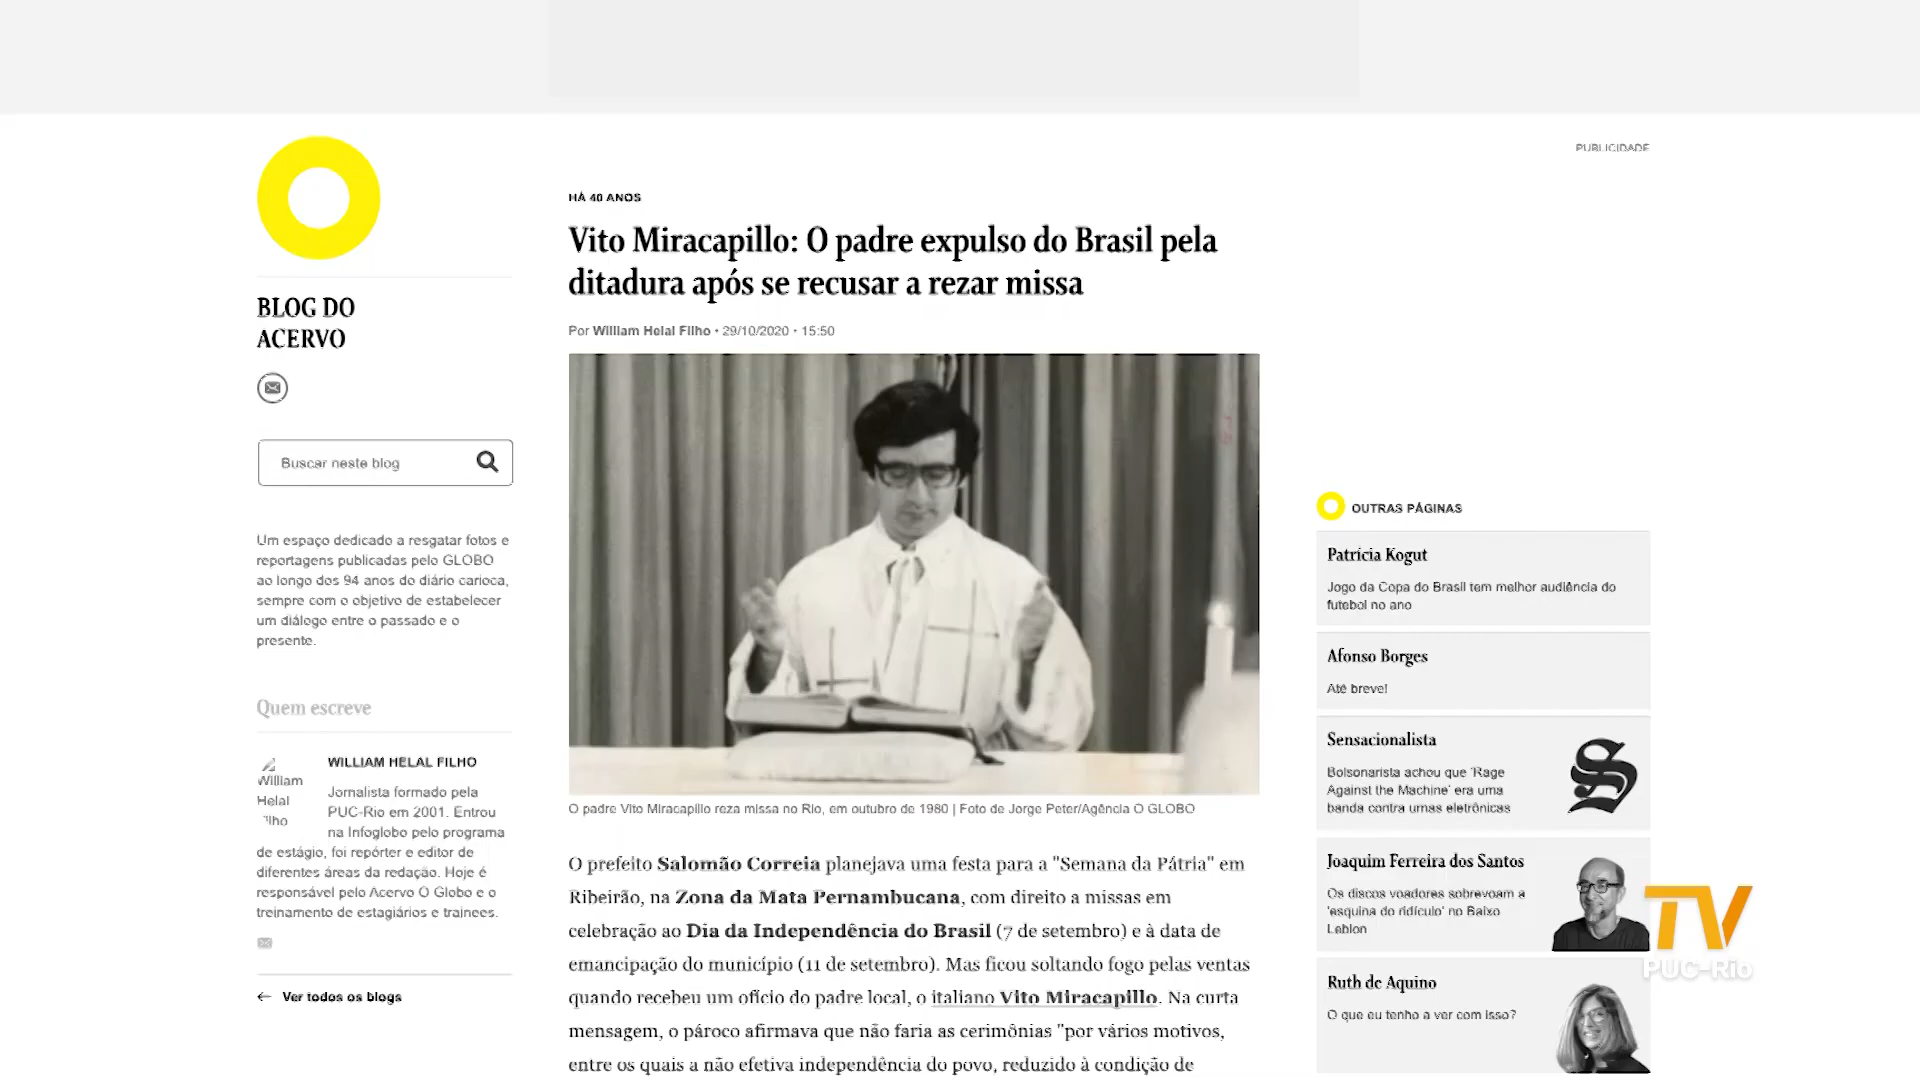 PUBLICIDADE
BLOG DO
ACERVO
Buscar neste blog
Um espaço dedicado a resgatar fotos e
reportagens publicadas pelo GLOBO
ao longo dos 94 anos do diário carioca,
sempre com o objetivo de estabelecer
um diálogo entre o passado e o
presente.
Quem escreve
William
Helal
Filho
WILLIAM HELAL FILHO
Jornalista formado pela
PUC-Rio em 2001. Entrou
na Infoglobo pelo programa
de estágio, foi repórter e editor de
diferentes áreas da redação. Hoje é
responsável pelo Acervo O Globo e o
treinamento de estagiários e trainees.
Ver todos os blogs
HÁ 40 ANOS
Vito Miracapillo: O padre expulso do Brasil pela
ditadura após se recusar a rezar missa
Por William Helal Filho • 29/10/2020 • 15:50
O padre Vito Miracapillo reza missa no Rio, em outubro de 1980 | Foto de Jorge Peter/Agência O GLOBO
O prefeito Salomão Correia planejava uma festa para a "Semana da Pátria" em
Ribeirão, na Zona da Mata Pernambucana, com direito a missas em
celebração ao Dia da Independência do Brasil (7 de setembro) e à data de
emancipação do município (11 de setembro). Mas ficou soltando fogo pelas ventas
quando recebeu um ofício do padre local, o italiano Vito Miracapillo. Na curta
mensagem, o pároco afirmava que não faria as cerimônias "por vários motivos,
entre os quais a não efetiva independência do povo, reduzido à condição de
OUTRAS PÁGINAS
Patrícia Kogut
Jogo da Copa do Brasil tem melhor audiência do
futebol no ano
Afonso Borges
Até breve!
Sensacionalista
Bolsonarista achou que 'Rage
Against the Machine' era uma
banda contra urnas eletrônicas
S
Joaquim Ferreira dos Santos
Os discos voadores sobrevoam a
'esquina do ridículo' no Baixo
Leblon
Ruth de Aquino
O que eu tenho a ver com isso?
TV
PUC-Rio